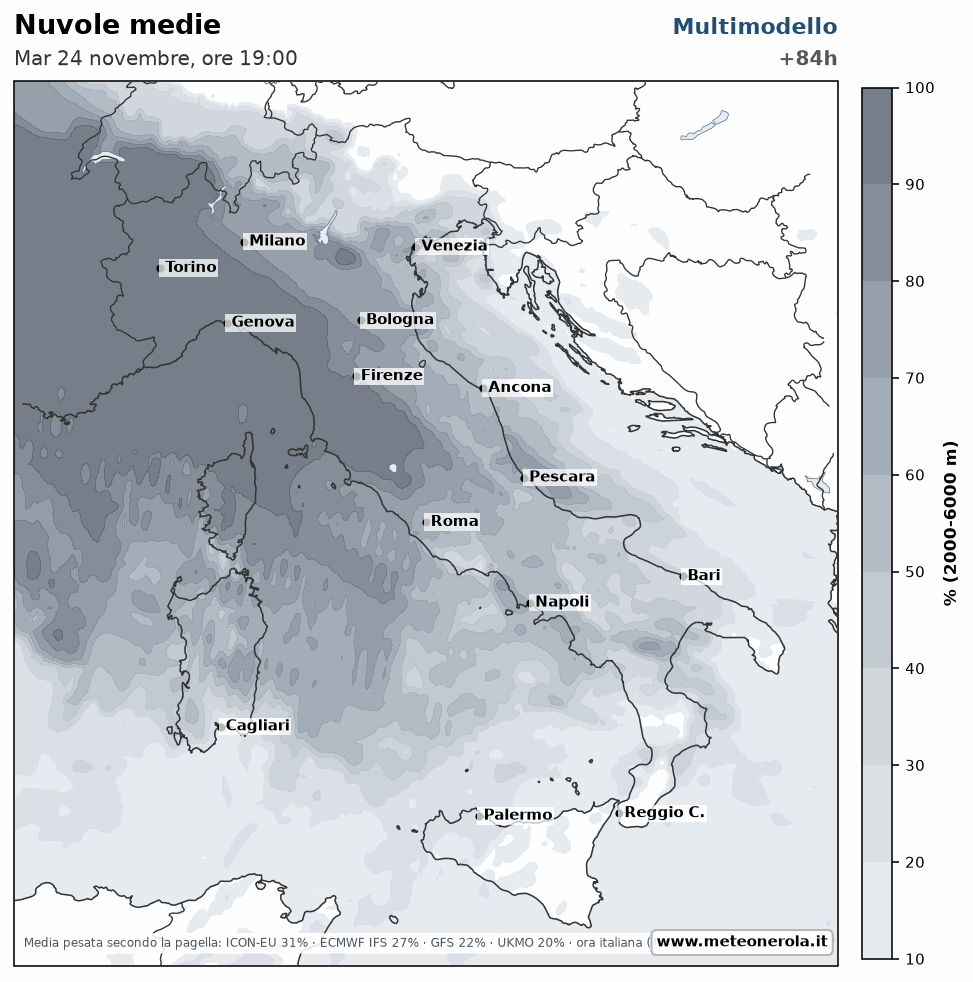 Nuvole medie
Multimodello
Mar 24 novembre, ore 19:00
+84h
Milano
Venezia
Torino
Genova
Bologna
Firenze
Ancona
Pescara
Roma
Bari
Napoli
Cagliari
Palermo
Reggio C.
100
90
80
70
60
50
40
30
20
10
% (2000-6000 m)
Media pesata secondo la pagella: ICON-EU 31% · ECMWF IFS 27% · GFS 22% · UKMO 20% · ora italiana (
www.meteonerola.it